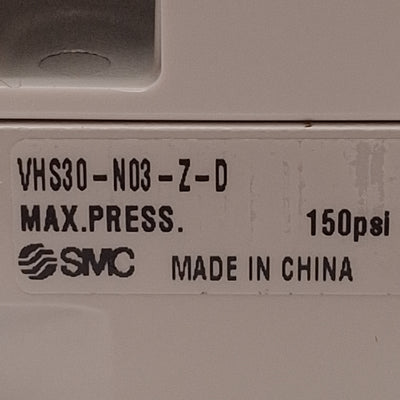 VHS30-N03-Z-D
MAX.PRESS. 150psi
SMC MADE IN CHINA